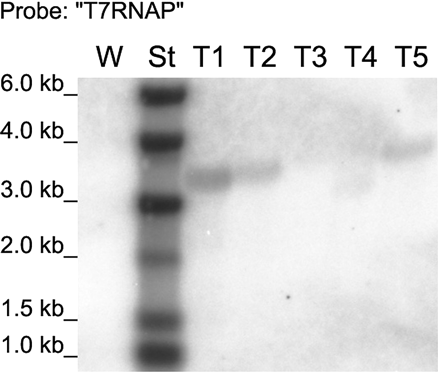 Probe: "T7RNAP"
W St T1 T2 T3 T4 T5
6.0 kb_
4.0 kb_
3.0 kb_
2.0 kb_
1.5 kb_
1.0 kb_